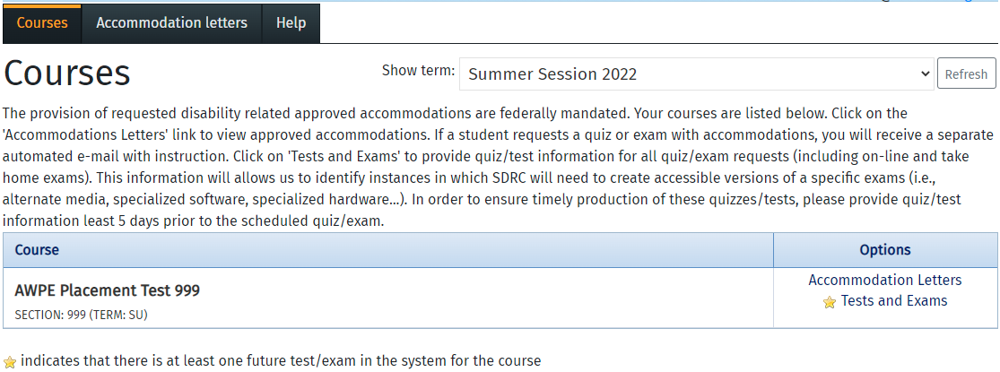 Courses Accommodation letters Help
Courses
Show term: Summer Session 2022 Refresh
The provision of requested disability related approved accommodations are federally mandated. Your courses are listed below. Click on the
'Accommodations Letters' link to view approved accommodations. If a student requests a quiz or exam with accommodations, you will receive a separate
automated e-mail with instruction. Click on 'Tests and Exams' to provide quiz/test information for all quiz/exam requests (including on-line and take
home exams). This information will allows us to identify instances in which SDRC will need to create accessible versions of a specific exams (i.e.,
alternate media, specialized software, specialized hardware...). In order to ensure timely production of these quizzes/tests, please provide quiz/test
information least 5 days prior to the scheduled quiz/exam.
Course Options
AWPE Placement Test 999
SECTION: 999 (TERM: SU)
Accommodation Letters
Tests and Exams
indicates that there is at least one future test/exam in the system for the course